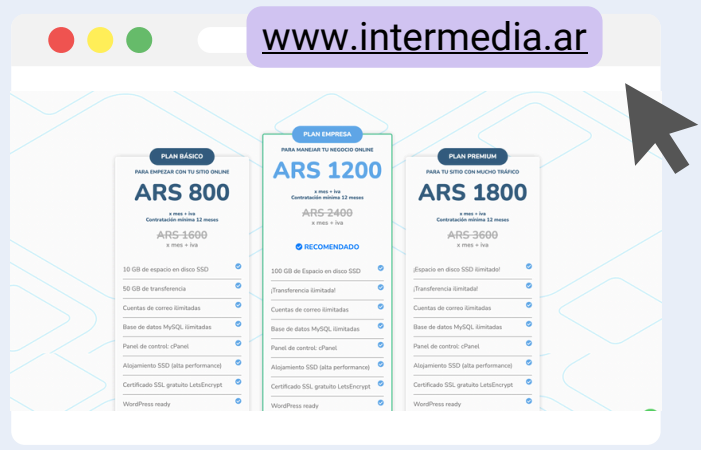 www.intermedia.ar
PLAN BÁSICO
PARA EMPEZAR CON TU SITIO ONLINE
ARS 800
x mes + iva
Contratación mínima 12 meses
ARS 1600
x mes + iva
10 GB de espacio en disco SSD
50 GB de transferencia
Cuentas de correo ilimitadas
Base de datos MySQL ilimitadas
Panel de control: cPanel
Alojamiento SSD (alta performance)
Certificado SSL gratuito LetsEncrypt
WordPress ready
PLAN EMPRESA
PARA MANEJAR TU NEGOCIO ONLINE
ARS 1200
x mes + iva
Contratación mínima 12 meses
ARS 2400
x mes + iva
RECOMENDADO
100 GB de Espacio en disco SSD
¡Transferencia ilimitada!
Cuentas de correo ilimitadas
Base de datos MySQL ilimitadas
Panel de control: cPanel
Alojamiento SSD (alta performance)
Certificado SSL gratuito LetsEncrypt
WordPress ready
PLAN PREMIUM
PARA TU SITIO CON MUCHO TRÁFICO
ARS 1800
x mes + iva
Contratación mínima 12 meses
ARS 3600
x mes + iva
¡Espacio en disco SSD ilimitado!
¡Transferencia ilimitada!
Cuentas de correo ilimitadas
Base de datos MySQL ilimitadas
Panel de control: cPanel
Alojamiento SSD (alta performance)
Certificado SSL gratuito LetsEncrypt
WordPress ready